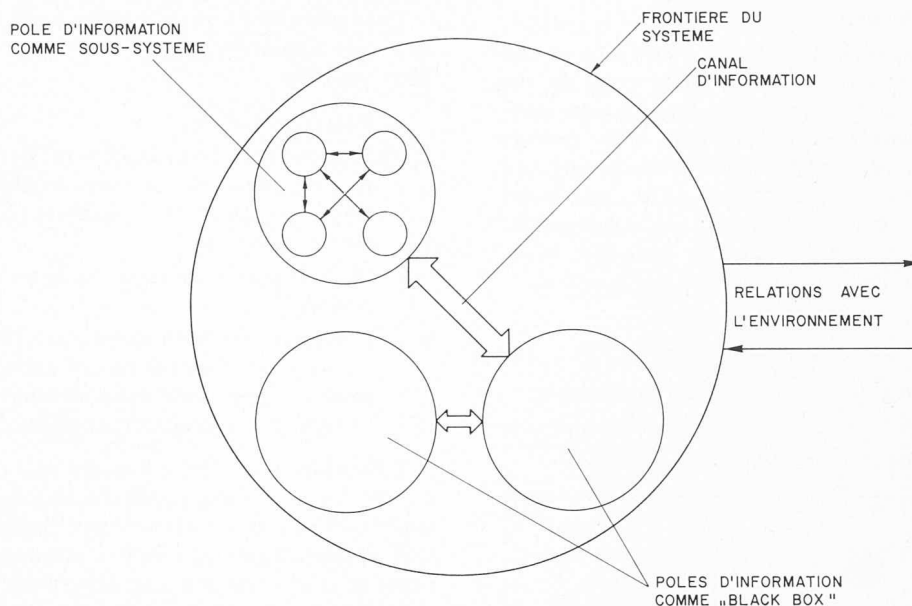 POLE D'INFORMATION
COMME SOUS-SYSTEME
FRONTIERE DU
SYSTEME
CANAL
D'INFORMATION
RELATIONS AVEC
L'ENVIRONNEMENT
POLES D'INFORMATION
COMME „BLACK BOX"